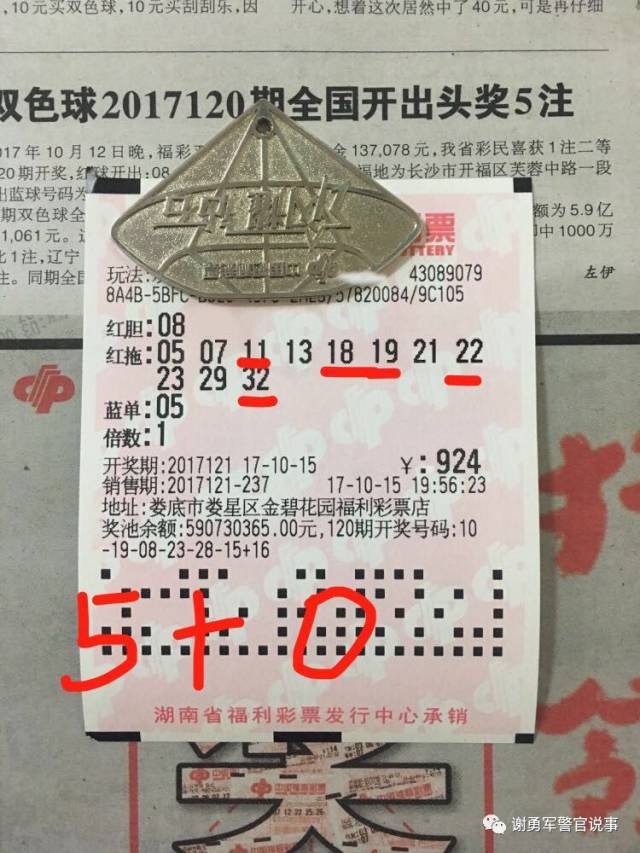 ，10元买双色球，10元买刮刮乐，因
开心，想着这次居然中了40元，可是再仔细
双色球2017120期全国开出头奖5注
017年10月12日晚，福彩
金137,078元，我省彩民喜获1注二等
20期开奖，红球开出:08
福地为长沙市开福区芙蓉中路一段
出蓝球号码为
额为5.9亿
期双色球全
中1000万
1,061元。
比1注，辽宁
注。同期全国
左伊
票
LOTTERY
玩法:
43089079
8A4B-5BFC-
/57820084/9C105
红胆:08
红拖:05 07 11 13 18 19 21 22
23 29 32
蓝单:05
倍数:1
开奖期:2017121 17-10-15
¥:924
销售期:2017121-237
17-10-15 19:56:23
地址:娄底市娄星区金碧花园福利彩票店
奖池余额:590730365.00元,120期开奖号码:10
-19-08-23-28-15+16
5+0
湖南省福利彩票发行中心承销
谢勇军警官说事